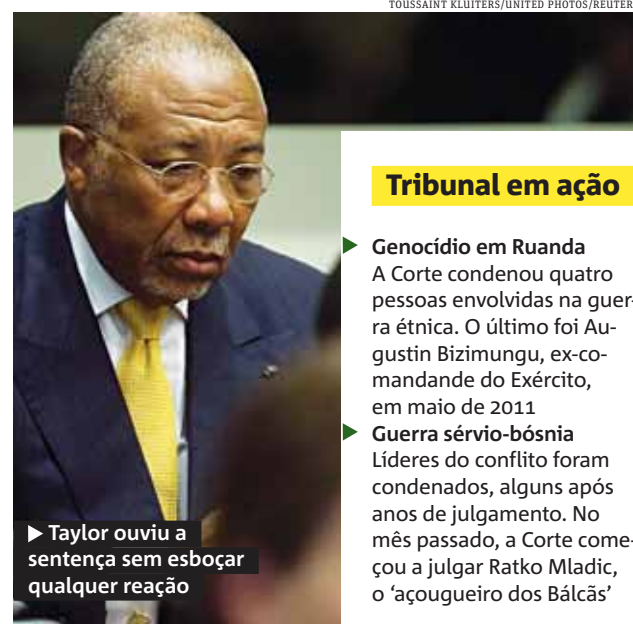 TOUSSAINT KLUITERS/UNITED PHOTOS/REUTER
Tribunal em ação
▶ Genocídio em Ruanda
A Corte condenou quatro
pessoas envolvidas na guer-
ra étnica. O último foi Au-
gustin Bizimungu, ex-co-
mandande do Exército,
em maio de 2011
▶ Guerra sérvio-bósnia
Líderes do conflito foram
condenados, alguns após
anos de julgamento. No
mês passado, a Corte come-
çou a julgar Ratko Mladic,
o ‘açougueiro dos Bálcãs’
▶ Taylor ouviu a
sentença sem esboçar
qualquer reação